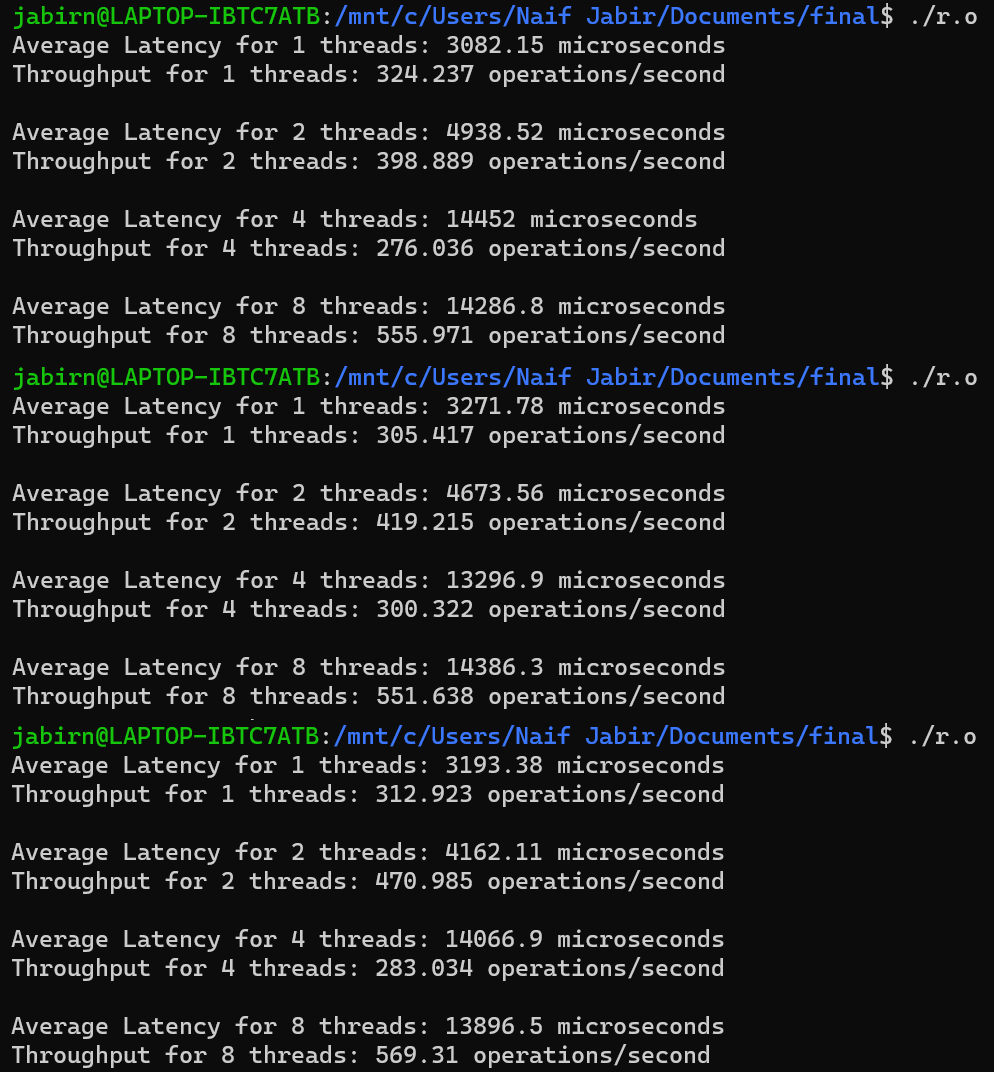 jabirn@LAPTOP-IBTC7ATB:/mnt/c/Users/Naif Jabir/Documents/final$ ./r.o
Average Latency for 1 threads: 3082.15 microseconds
Throughput for 1 threads: 324.237 operations/second
Average Latency for 2 threads: 4938.52 microseconds
Throughput for 2 threads: 398.889 operations/second
Average Latency for 4 threads: 14452 microseconds
Throughput for 4 threads: 276.036 operations/second
Average Latency for 8 threads: 14286.8 microseconds
Throughput for 8 threads: 555.971 operations/second
jabirn@LAPTOP-IBTC7ATB:/mnt/c/Users/Naif Jabir/Documents/final$ ./r.o
Average Latency for 1 threads: 3271.78 microseconds
Throughput for 1 threads: 305.417 operations/second
Average Latency for 2 threads: 4673.56 microseconds
Throughput for 2 threads: 419.215 operations/second
Average Latency for 4 threads: 13296.9 microseconds
Throughput for 4 threads: 300.322 operations/second
Average Latency for 8 threads: 14386.3 microseconds
Throughput for 8 threads: 551.638 operations/second
jabirn@LAPTOP-IBTC7ATB:/mnt/c/Users/Naif Jabir/Documents/final$ ./r.o
Average Latency for 1 threads: 3193.38 microseconds
Throughput for 1 threads: 312.923 operations/second
Average Latency for 2 threads: 4162.11 microseconds
Throughput for 2 threads: 470.985 operations/second
Average Latency for 4 threads: 14066.9 microseconds
Throughput for 4 threads: 283.034 operations/second
Average Latency for 8 threads: 13896.5 microseconds
Throughput for 8 threads: 569.31 operations/second